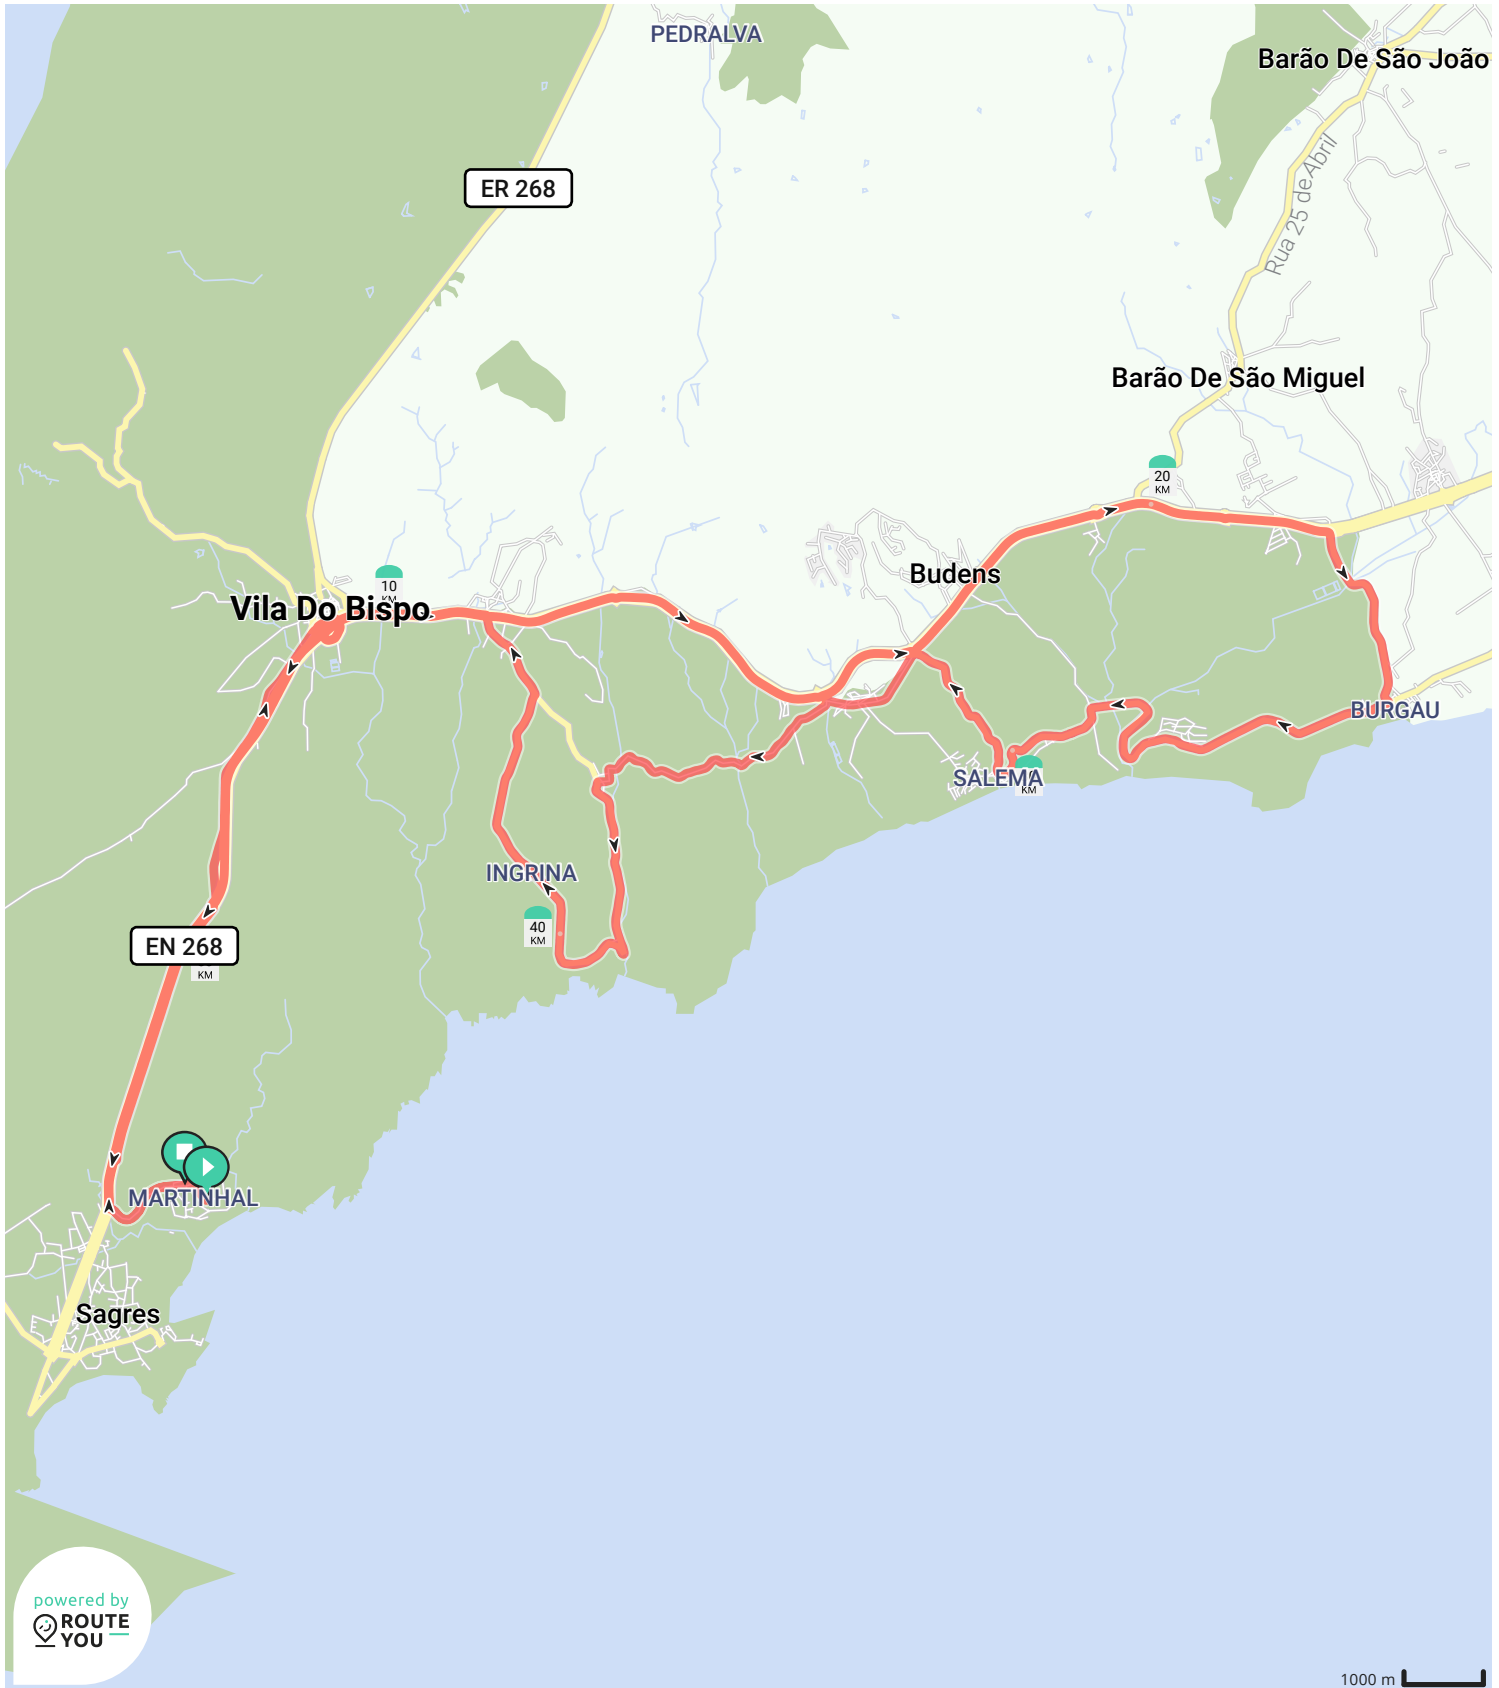 PEDRALVA
Barão De São João
ER 268
Rua 25 de Abril
Barão De São Miguel
20
KM
10
KM
Budens
Vila Do Bispo
BURGAU
SALEMA
KM
INGRINA
40
KM
EN 268
KM
MARTINHAL
Sagres
powered by
ROUTE
YOU
1000 m